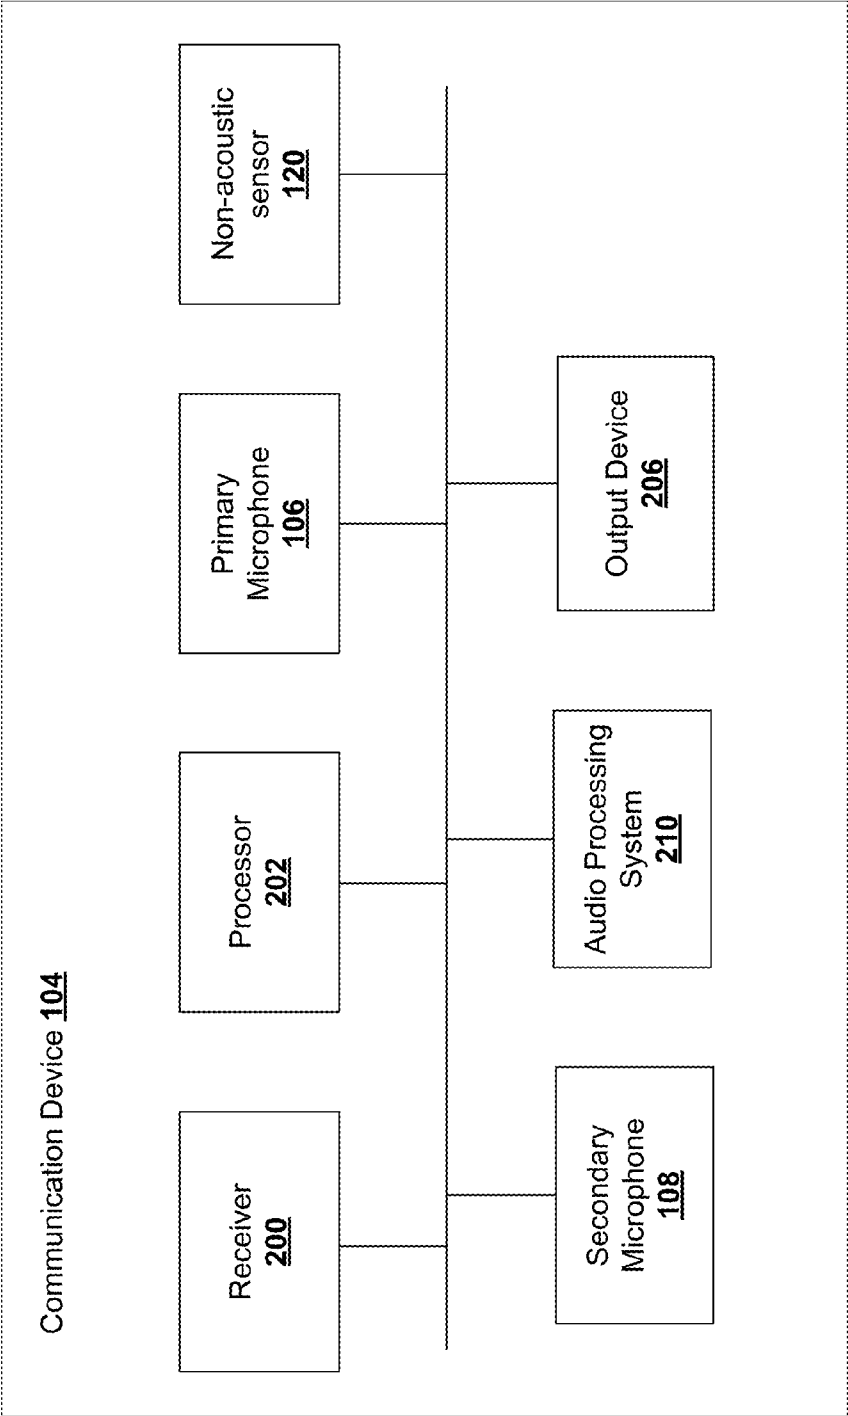 Communication Device 104
Receiver
200
Processor
202
Primary
Microphone
106
Non-acoustic
sensor
120
Secondary
Microphone
108
Audio Processing
System
210
Output Device
206